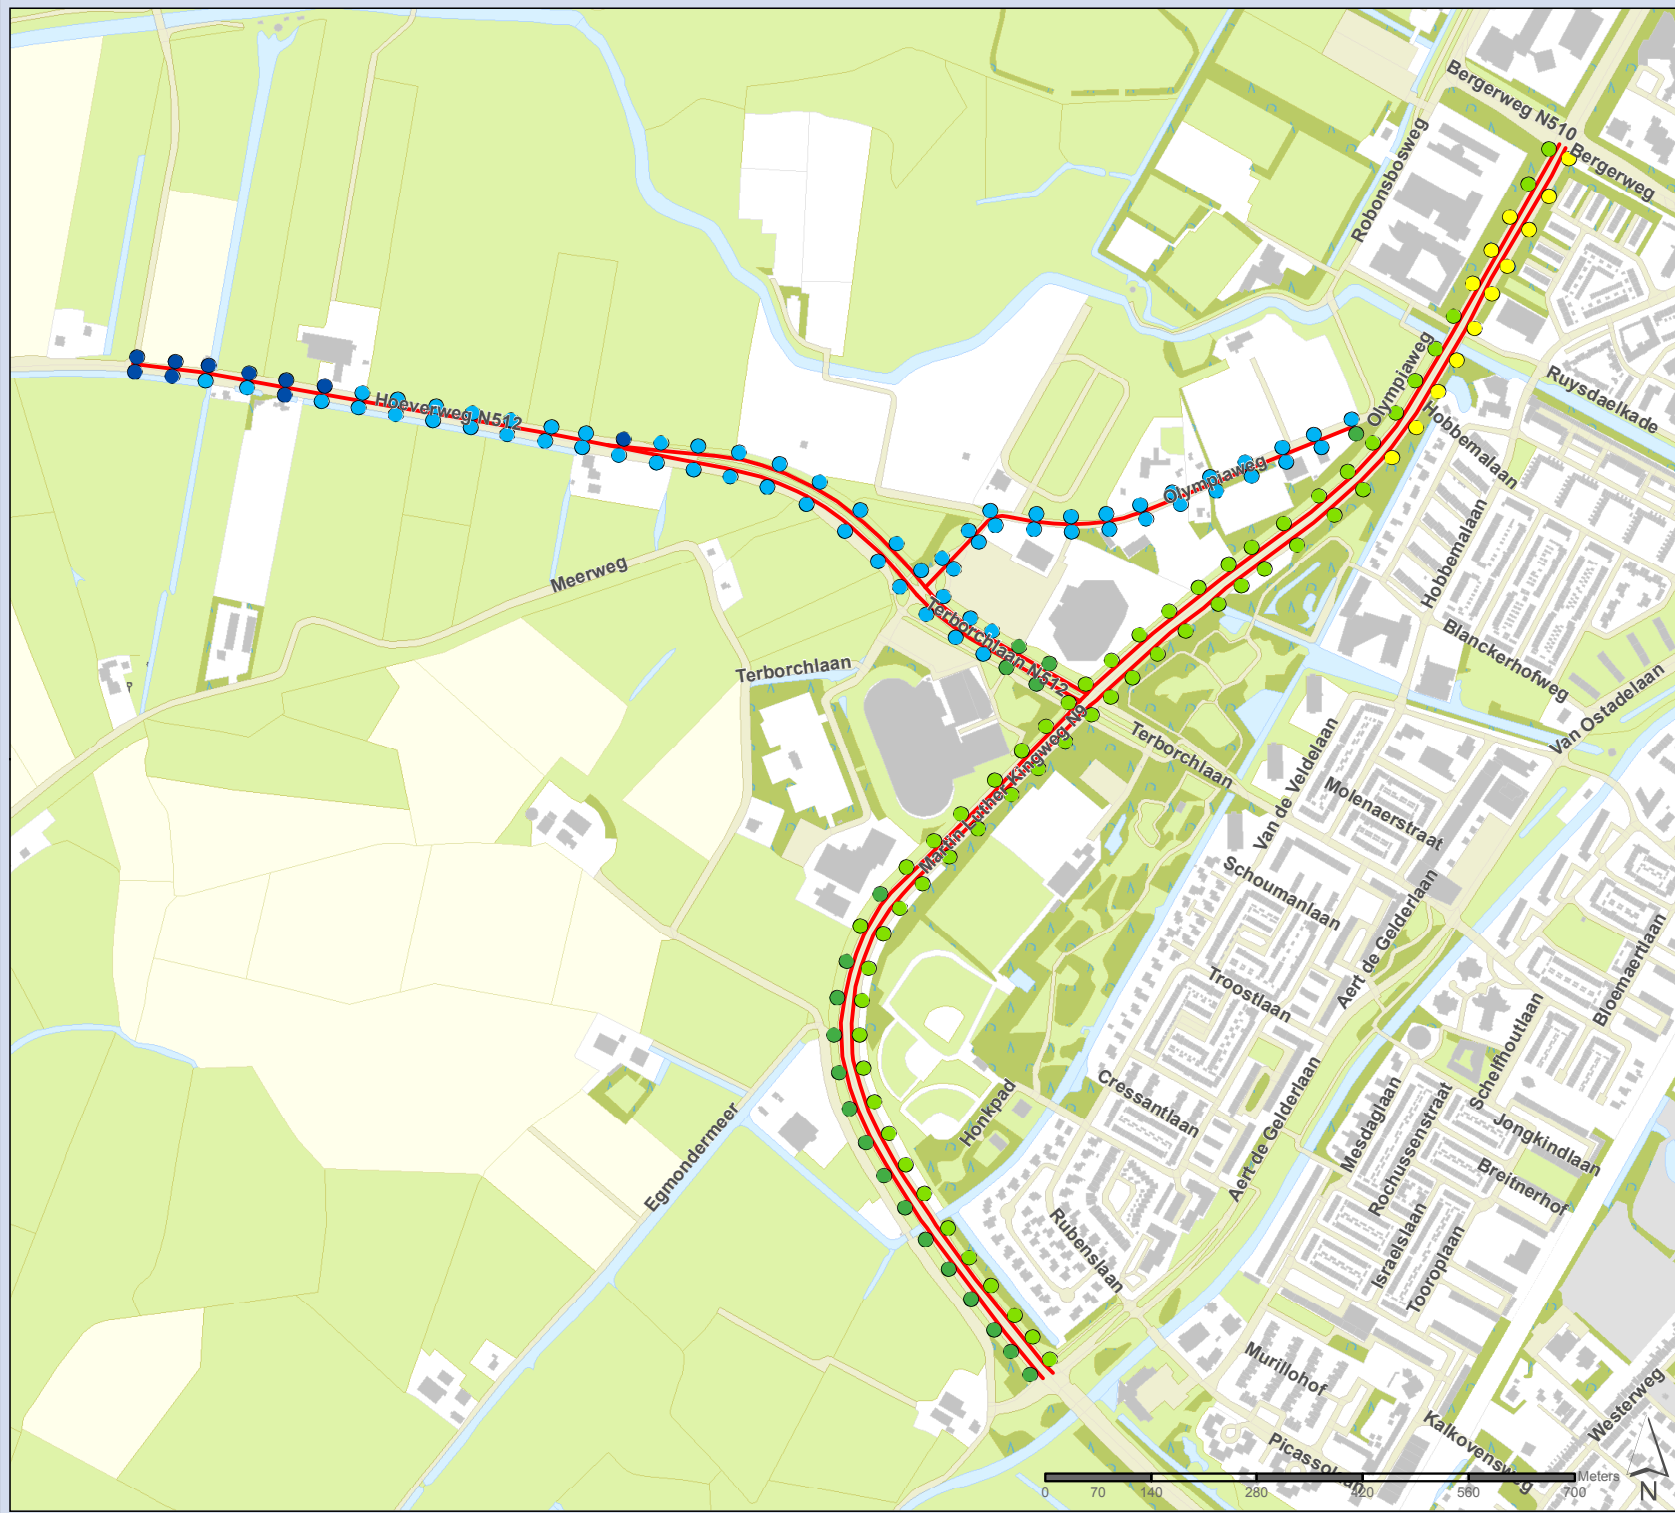 Bergerweg N510
Bergerweg
Robonsbosweg
Olympiaweg
Ruysdaelkade
Hoeverweg N512
Hobbemalaan
Olympiaweg
Hobbemalaan
Meerweg
Terborchlaan N512
Blanckerhofweg
Terborchlaan
Van Ostadelaan
Martin Luther Kingweg N9
Terborchlaan
Van de Veldelaan
Molenaerstraat
Schoumanlaan
Aert de Gelderlaan
Bloemaertlaan
Troostlaan
Schelfhoutlaan
Honkpad
Cressantlaan
Aert de Gelderlaan
Mesdaglaan
Rochussenstraat
Jongkindlaan
Breitnerhof
Egmondermeer
Rubenslaan
Israelslaan
Tooroplaan
Murillohof
Westerweg
Kalkovensweg
Picassolaan
Meters
0 70 140 280 420 560 700
N